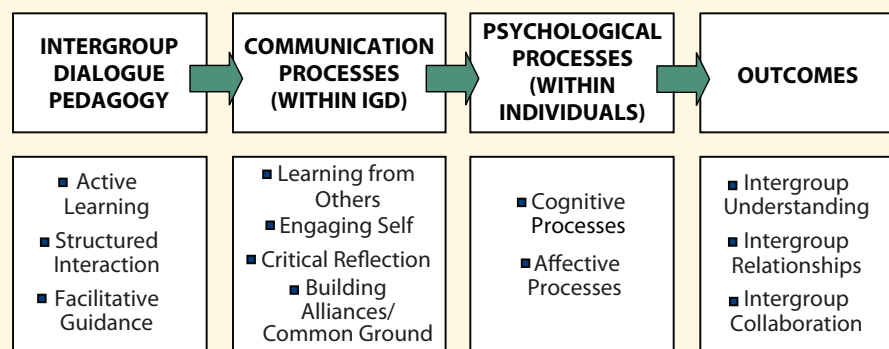 INTERGROUP
DIALOGUE
PEDAGOGY
COMMUNICATION
PROCESSES
(WITHIN IGD)
PSYCHOLOGICAL
PROCESSES
(WITHIN
INDIVIDUALS)
OUTCOMES
Active
Learning
Structured
Interaction
Facilitative
Guidance
Learning from
Others
Engaging Self
Critical Reflection
Building
Alliances/
Common Ground
Cognitive
Processes
Affective
Processes
Intergroup
Understanding
Intergroup
Relationships
Intergroup
Collaboration